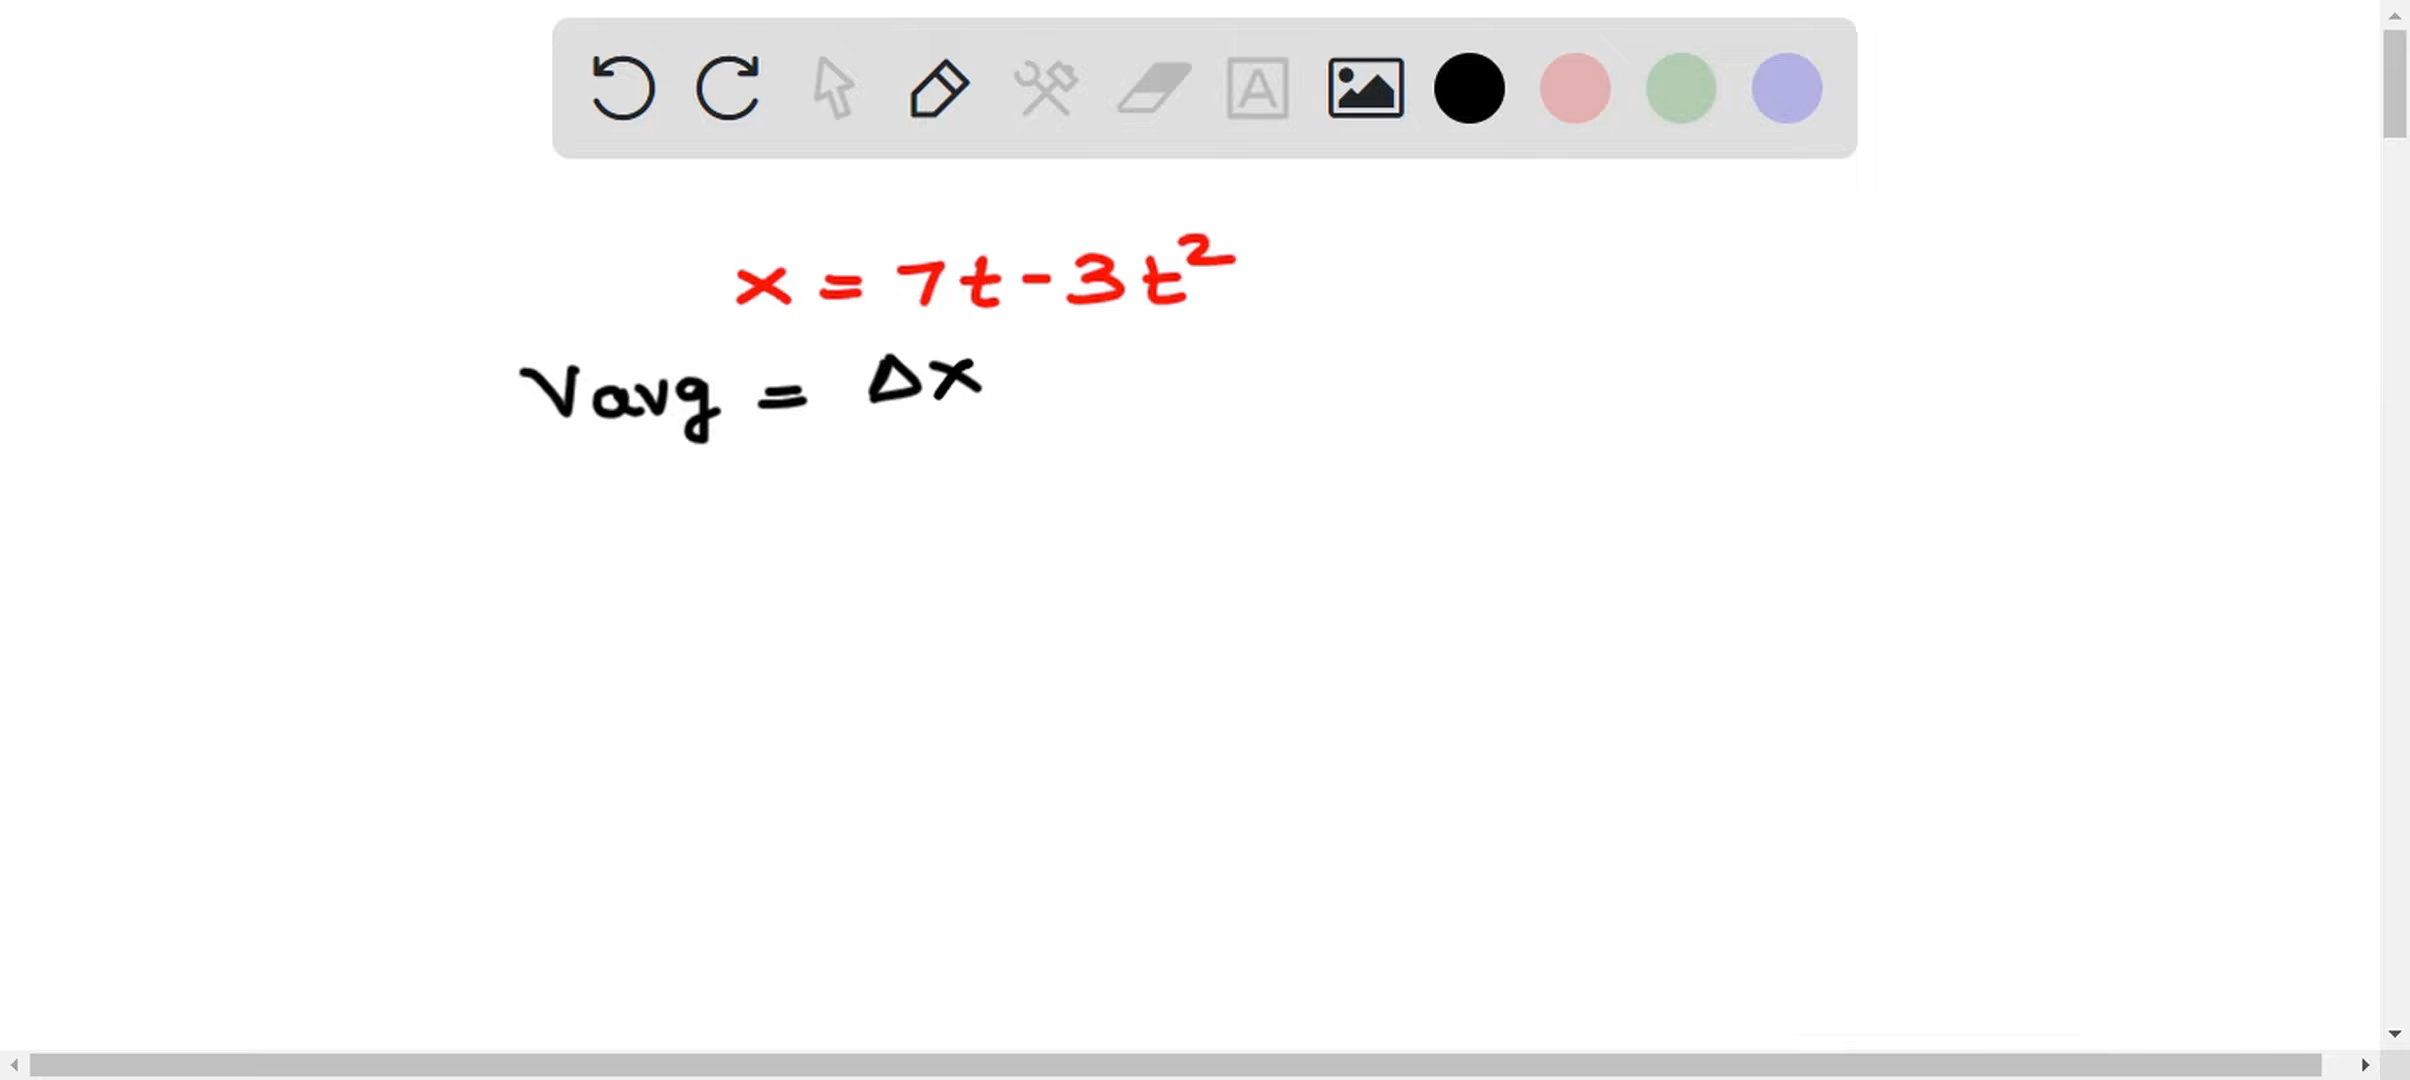 A
x = 7t - 3t²
Vavg = Δx